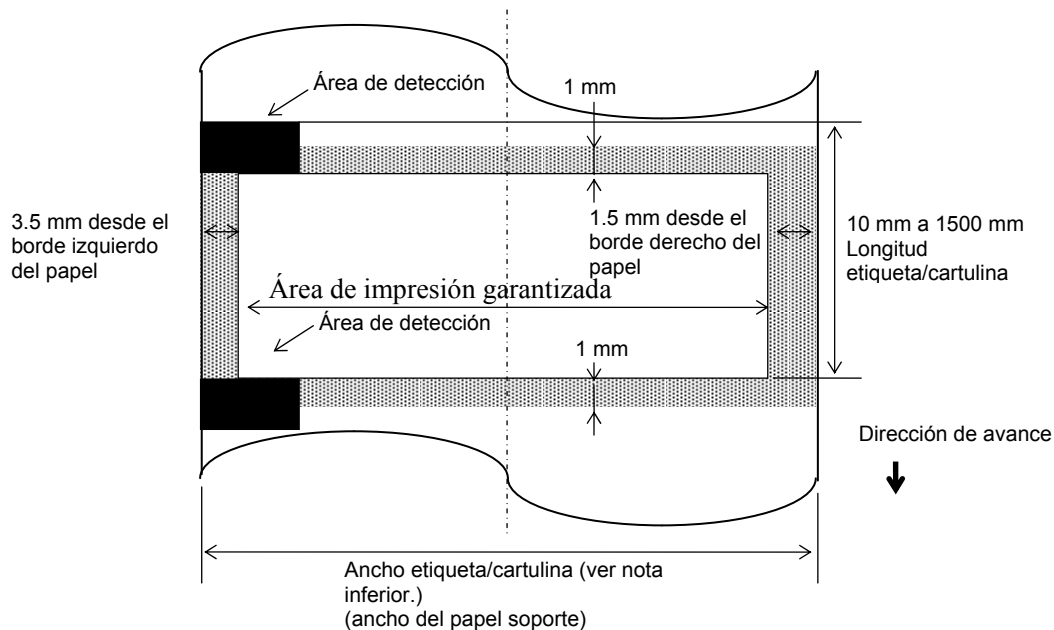 Área de detección
1 mm
3.5 mm desde el
borde izquierdo
del papel
1.5 mm desde el
borde derecho del
papel
10 mm a 1500 mm
Longitud
etiqueta/cartulina
Área de impresión garantizada
Área de detección
1 mm
Dirección de avance
Ancho etiqueta/cartulina (ver nota
inferior.)
(ancho del papel soporte)